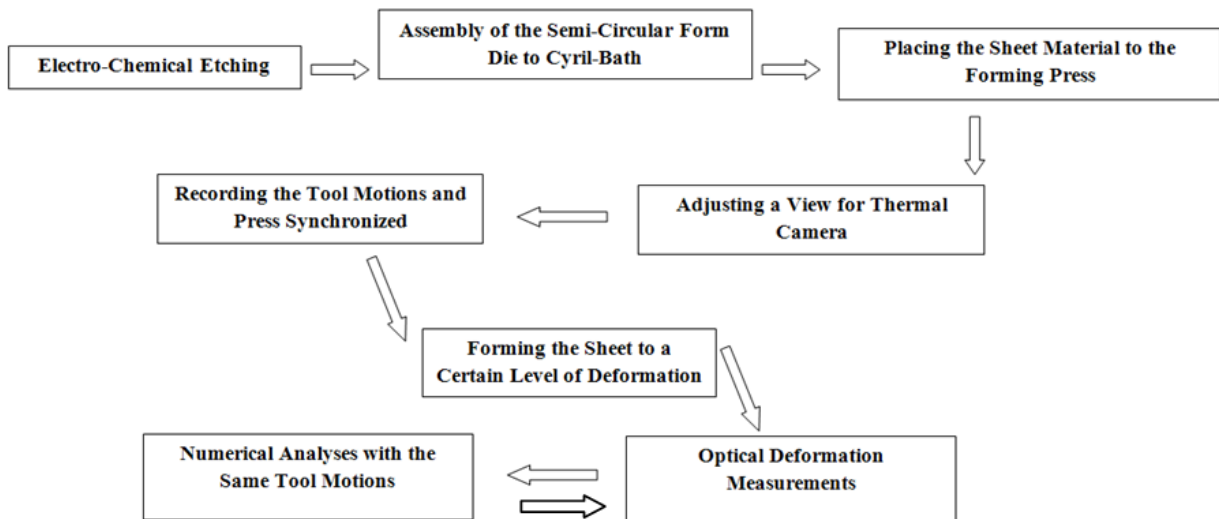 Electro-Chemical Etching
Assembly of the Semi-Circular Form
Die to Cyril-Bath
Placing the Sheet Material to the
Forming Press
Adjusting a View for Thermal
Camera
Recording the Tool Motions and
Press Synchronized
Forming the Sheet to a
Certain Level of Deformation
Optical Deformation
Measurements
Numerical Analyses with the
Same Tool Motions